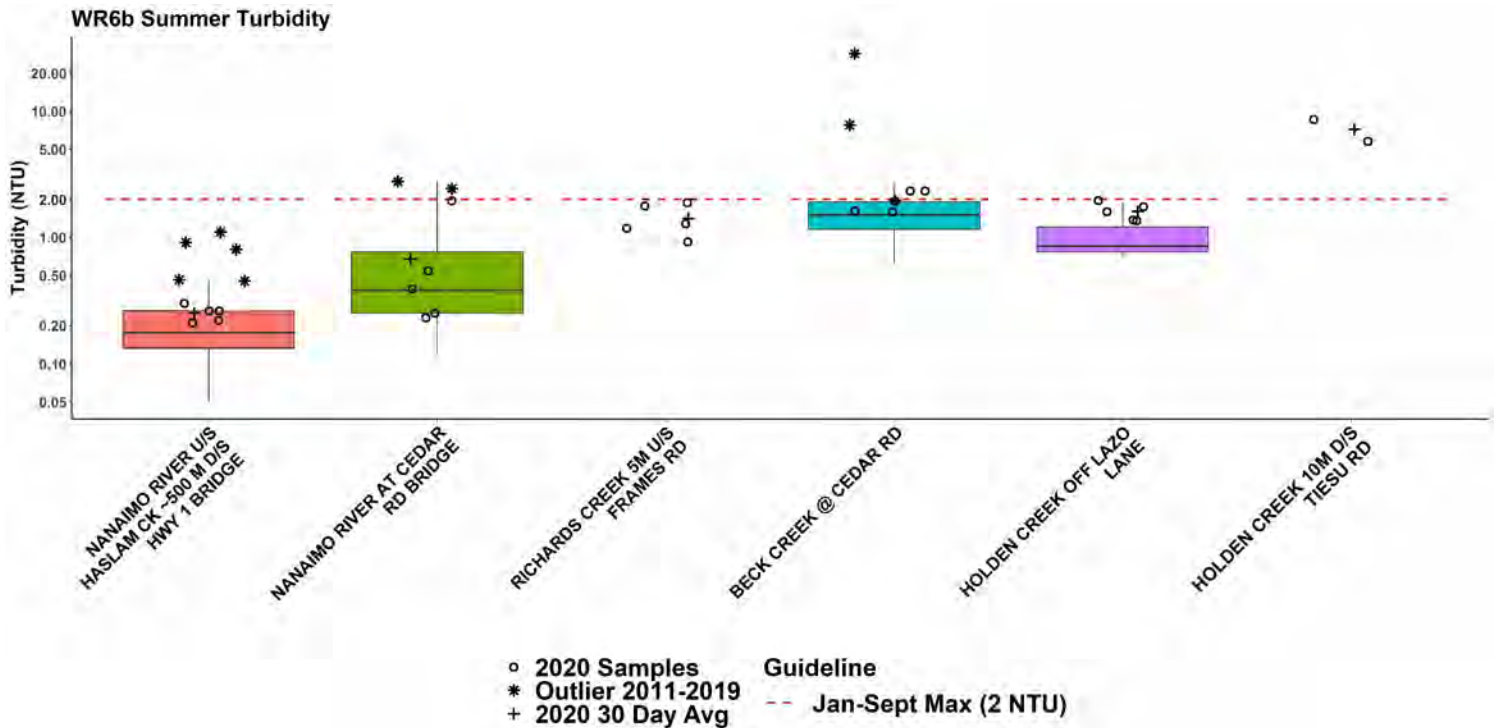 WR6b Summer Turbidity
Turbidity (NTU)
20.00
10.00
5.00
2.00
1.00
0.50
0.20
0.10
0.05
NANAIMO RIVER U/S
HASLAM CK ~500 M D/S
HWY 1 BRIDGE
NANAIMO RIVER AT CEDAR
RD BRIDGE
RICHARDS CREEK 5M U/S
FRAMES RD
BECK CREEK @ CEDAR RD
HOLDEN CREEK OFF LAZO
LANE
HOLDEN CREEK 10M D/S
TIESU RD
2020 Samples
Outlier 2011-2019
2020 30 Day Avg
Guideline
Jan-Sept Max (2 NTU)